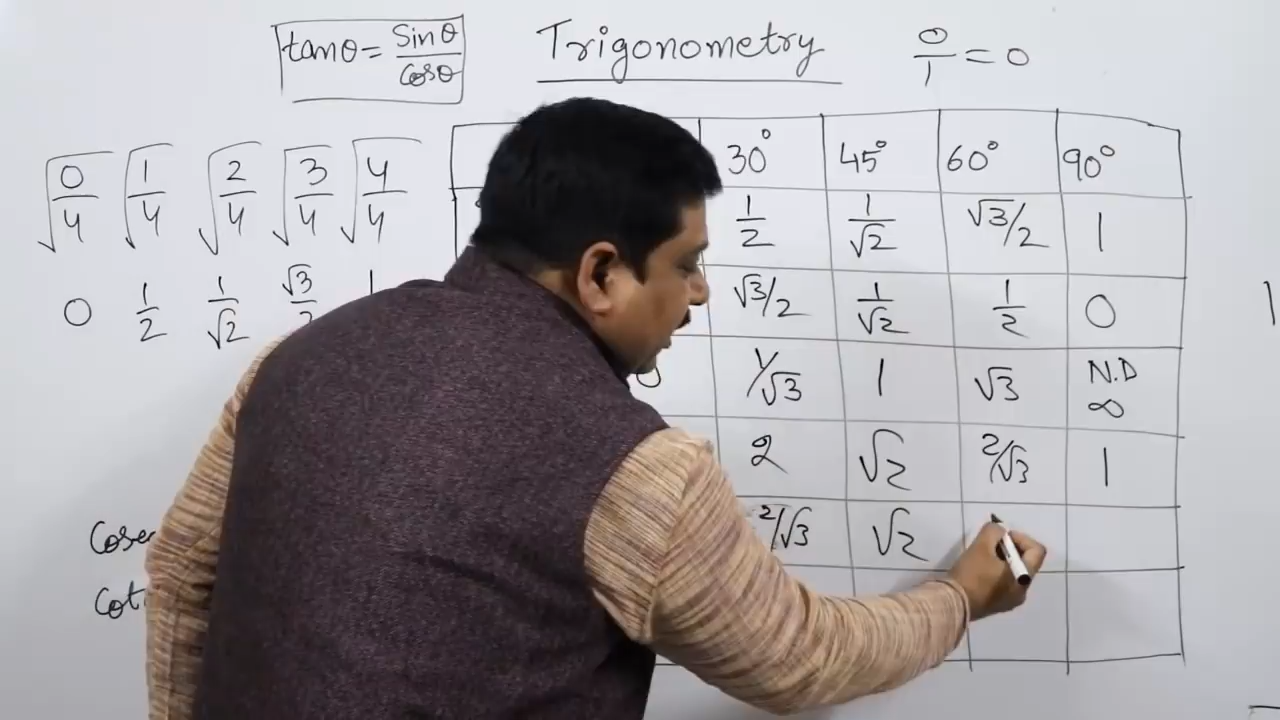 tanθ = Sinθ/Cosθ
Trigonometry
0/1 = 0
√0/4 √1/4 √2/4 √3/4 √4/4
0 1/2 1/√2 √3/2 1
30° 45° 60° 90°
1/2 1/√2 √3/2 1
√3/2 1/√2 1/2 0
1/√3 1 √3 N.D
∞
2 √2 2/√3 1
2/√3 √2